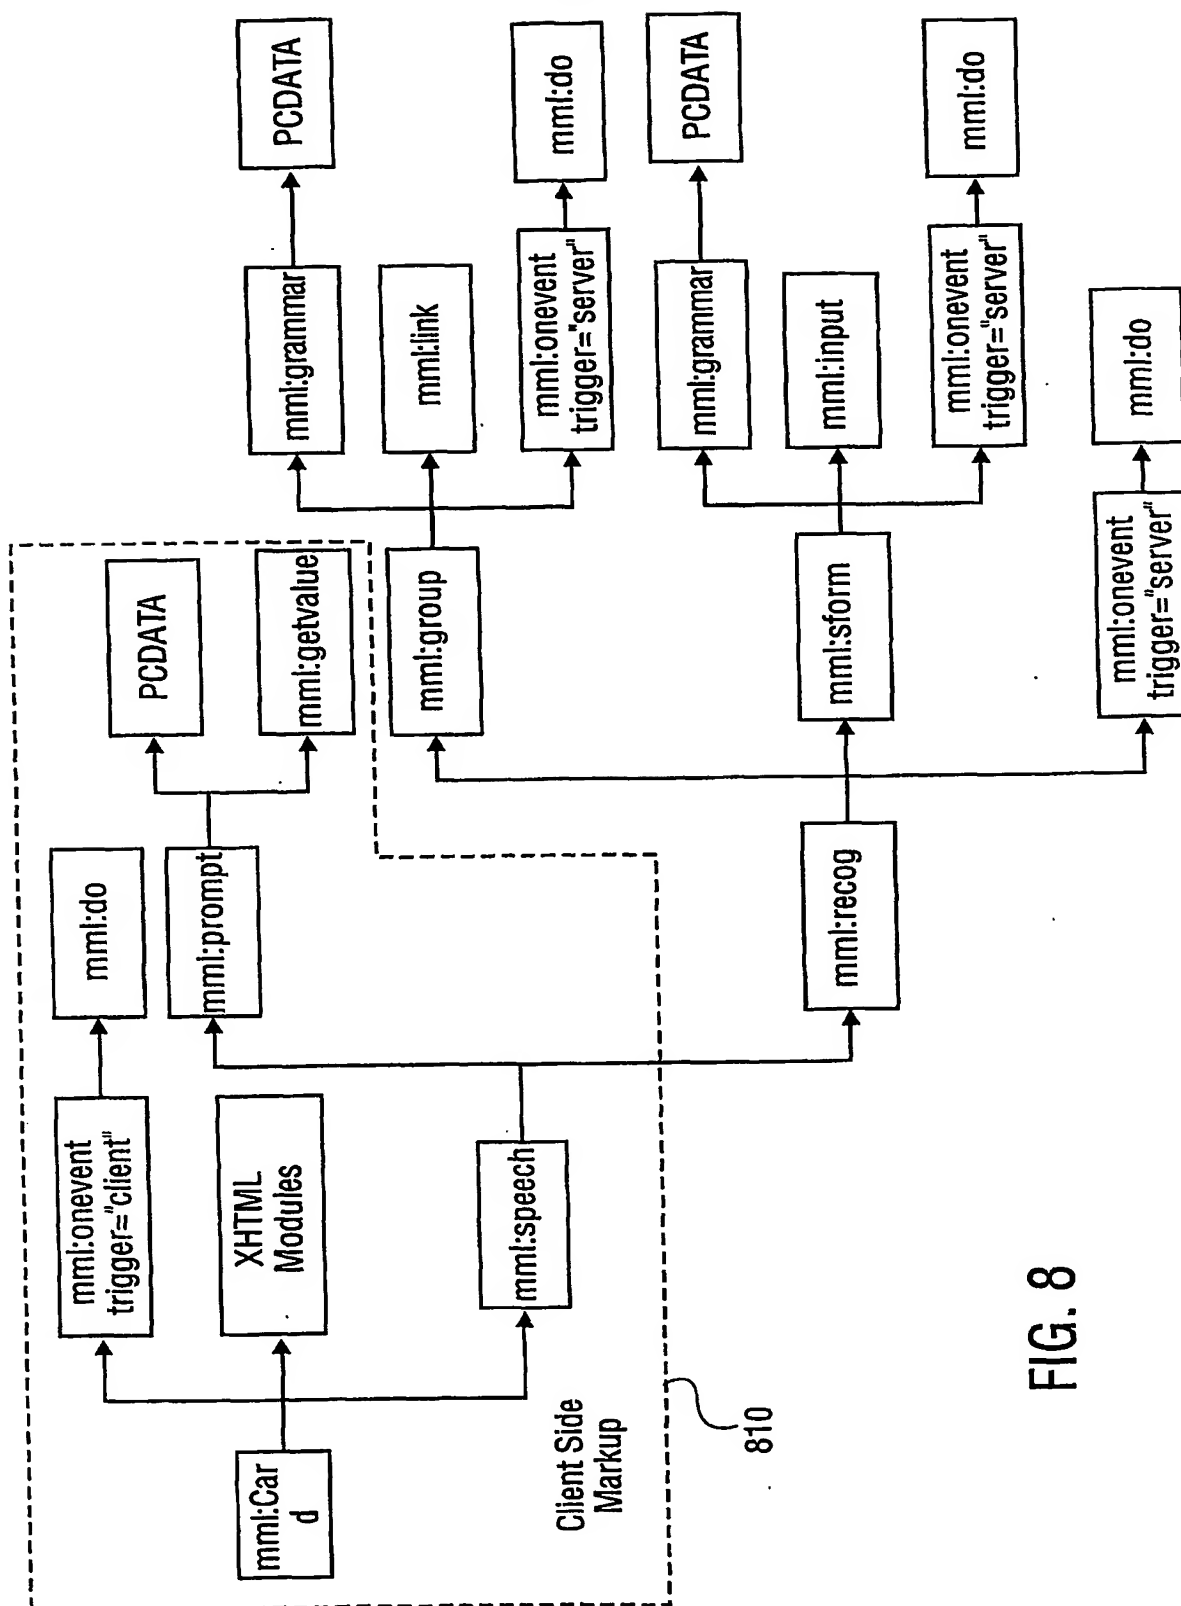 mml:Car
d
mml:onevent
trigger="client"
XHTML
Modules
mml:speech
Client Side
Markup
810
mml:do
mml:prompt
mml:recog
PCDATA
mml:getvalue
mml:group
mml:sform
mml:onevent
trigger="server"
mml:do
mml:grammar
PCDATA
mml:link
mml:onevent
trigger="server"
mml:do
mml:grammar
PCDATA
mml:input
mml:onevent
trigger="server"
mml:do
FIG. 8